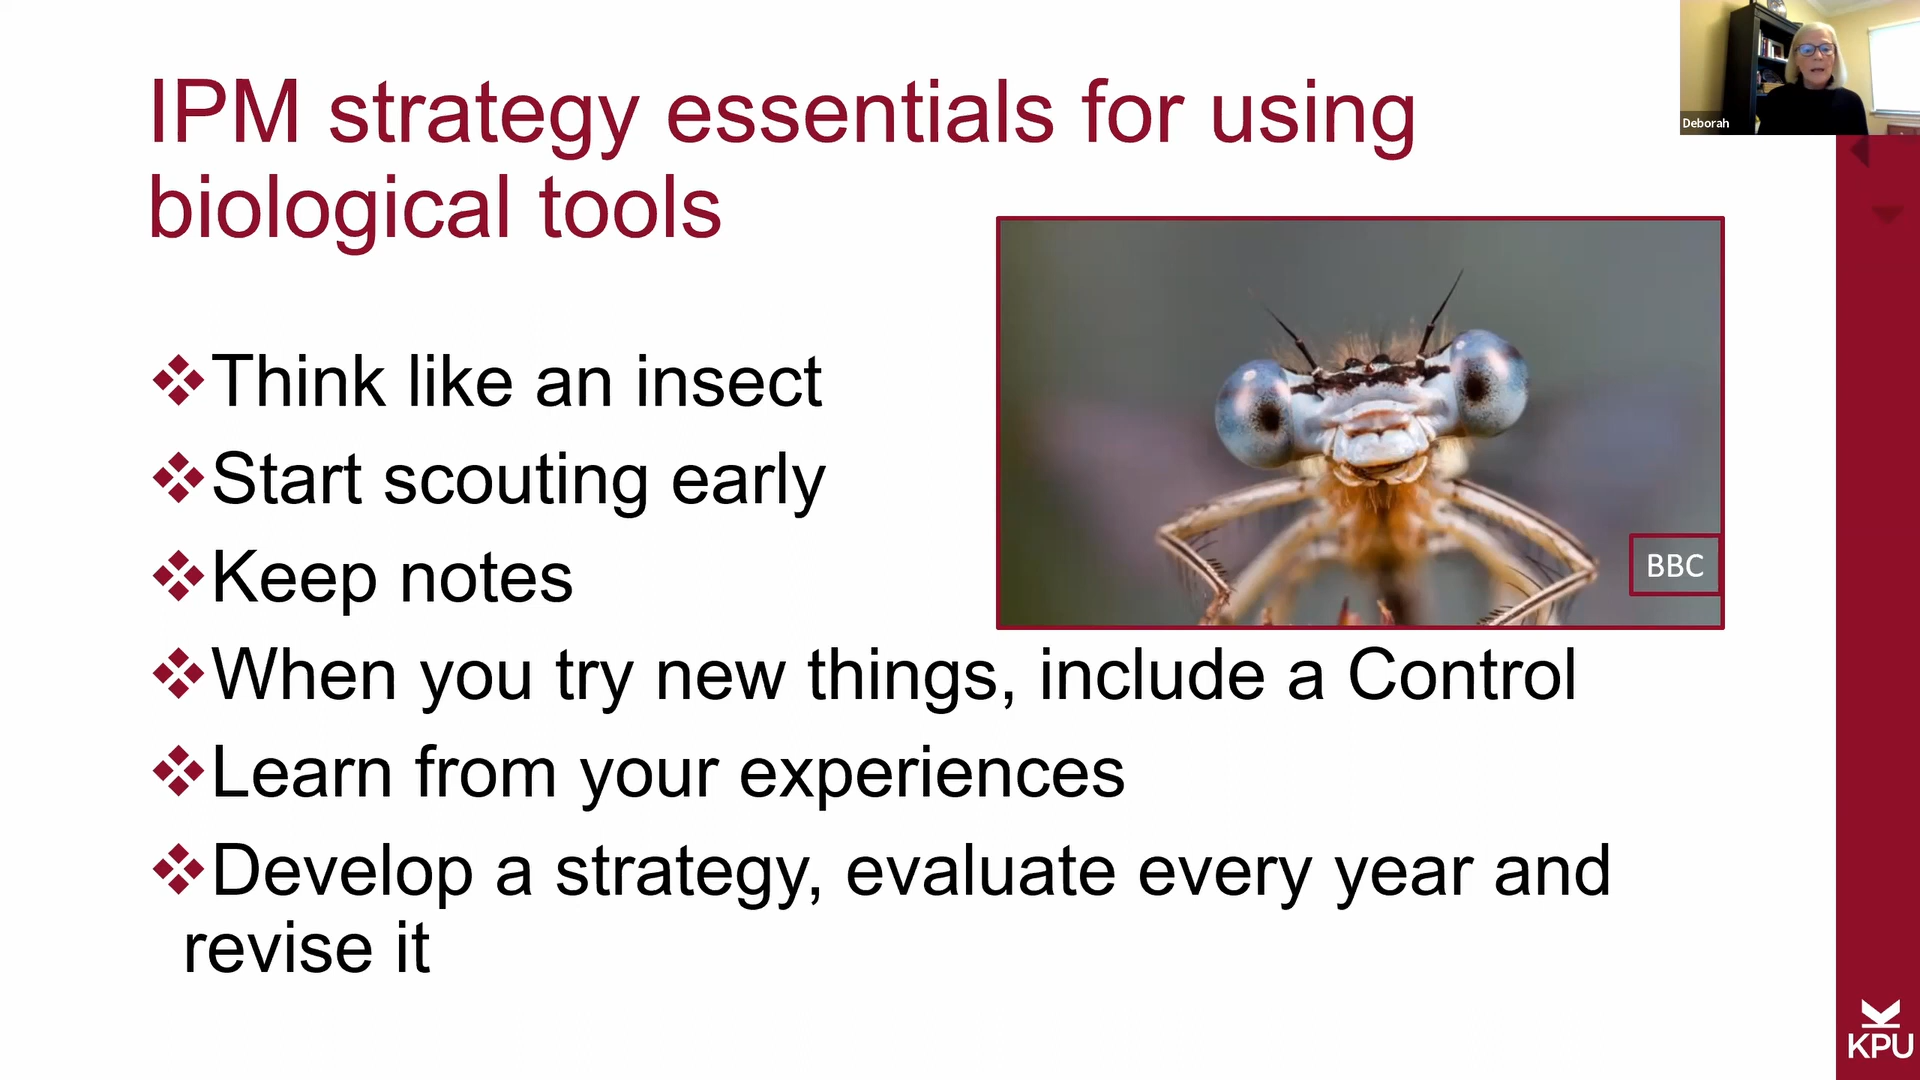 IPM strategy essentials for using
biological tools
Deborah
Think like an insect
Start scouting early
Keep notes
BBC
When you try new things, include a Control
Learn from your experiences
Develop a strategy, evaluate every year and
revise it
KPU